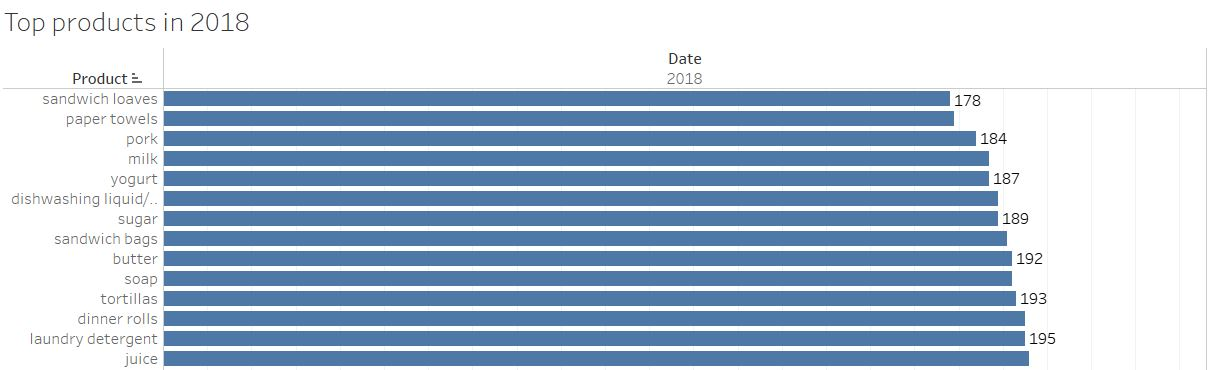 Top products in 2018
Date
Product 2018
sandwich loaves 178
paper towels
pork 184
milk
yogurt 187
dishwashing liquid/..
sugar 189
sandwich bags
butter 192
soap
tortillas 193
dinner rolls
laundry detergent 195
juice